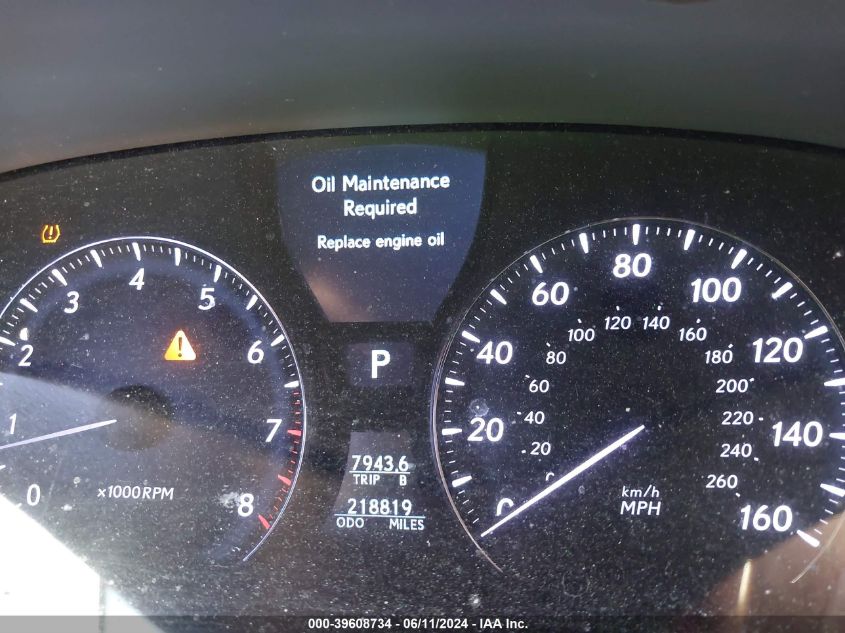 Oil Maintenance
Required
Replace engine oil
0 1 2 3 4 5 6 7 8
x1000RPM
P
7943.6
TRIP B
218819
ODO MILES
0 20 40 60 80 100 120 140 160
20 40 60 80 100 120 140 160 180 200 220 240 260
km/h
MPH
000-39608734 - 06/11/2024 - IAA Inc.